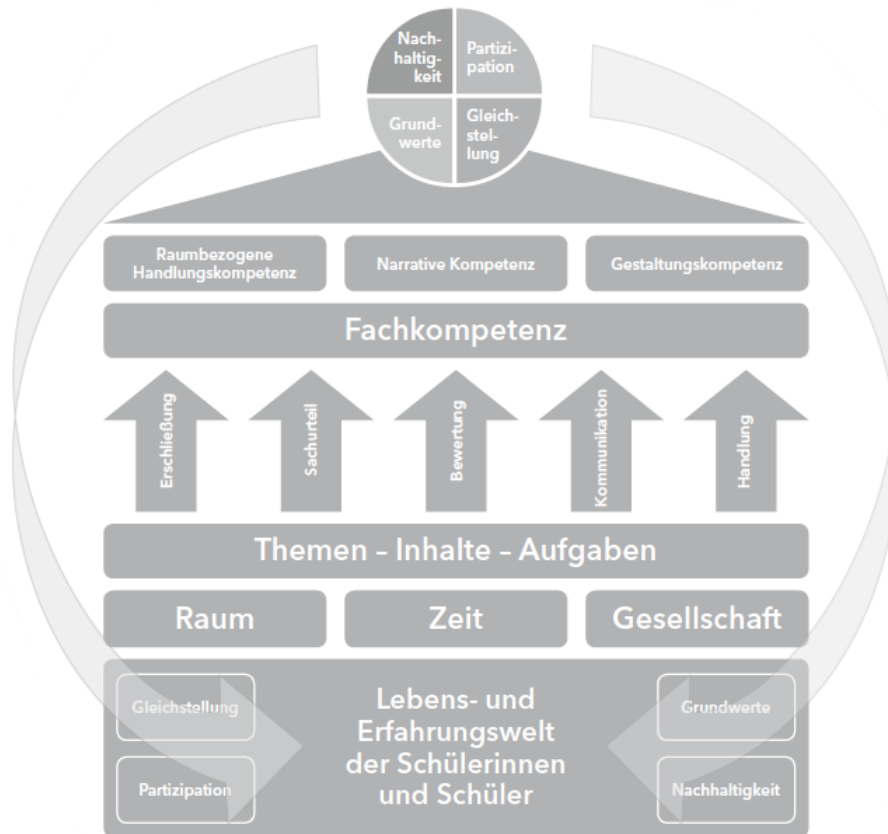 Nach-
haltig-
keit
Partizi-
pation
Grund-
werte
Gleich-
stel-
lung
Raumbezogene
Handlungskompetenz
Narrative Kompetenz
Gestaltungskompetenz
Fachkompetenz
Erschließung
Sachurteil
Bewertung
Kommunikation
Handlung
Themen – Inhalte – Aufgaben
Raum
Zeit
Gesellschaft
Gleichstellung
Partizipation
Lebens- und
Erfahrungswelt
der Schülerinnen
und Schüler
Grundwerte
Nachhaltigkeit